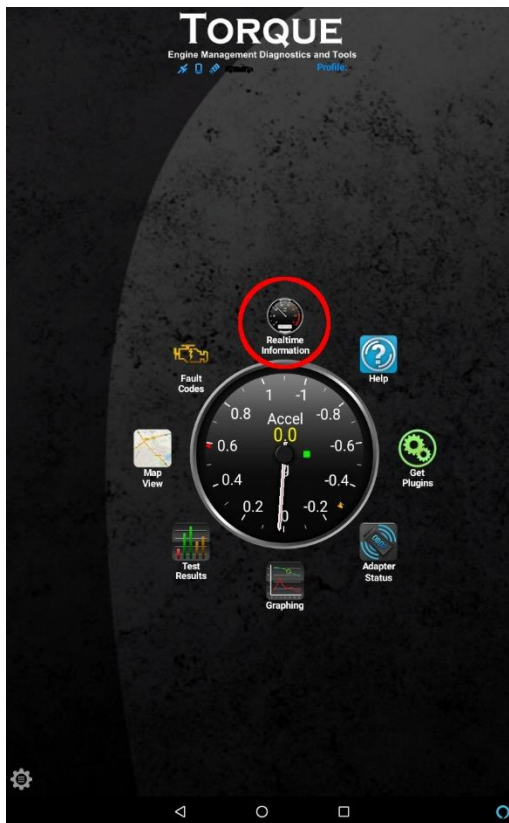 TORQUE
Engine Management Diagnostics and Tools
Profile:
Realtime
Information
Fault
Codes
Help
1 -1
0.8 Accel -0.8
0.0
0.6 -0.6
g
Map
View
Get
Plugins
0.4 -0.4
0.2 0 -0.2
Test
Results
Adapter
Status
Graphing